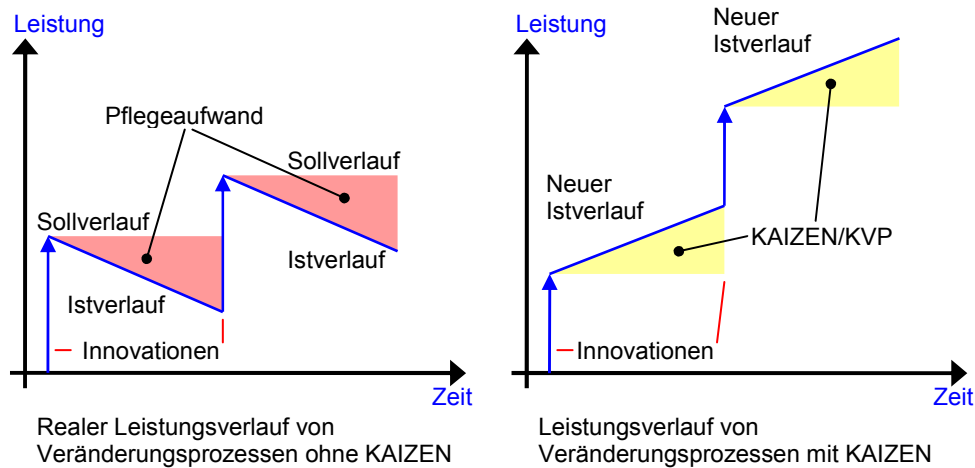 Leistung
Pflegeaufwand
Sollverlauf
Sollverlauf
Istverlauf
Istverlauf
Innovationen
Zeit
Realer Leistungsverlauf von
Veränderungsprozessen ohne KAIZEN
Leistung
Neuer
Istverlauf
Neuer
Istverlauf
KAIZEN/KVP
Innovationen
Zeit
Leistungsverlauf von
Veränderungsprozessen mit KAIZEN